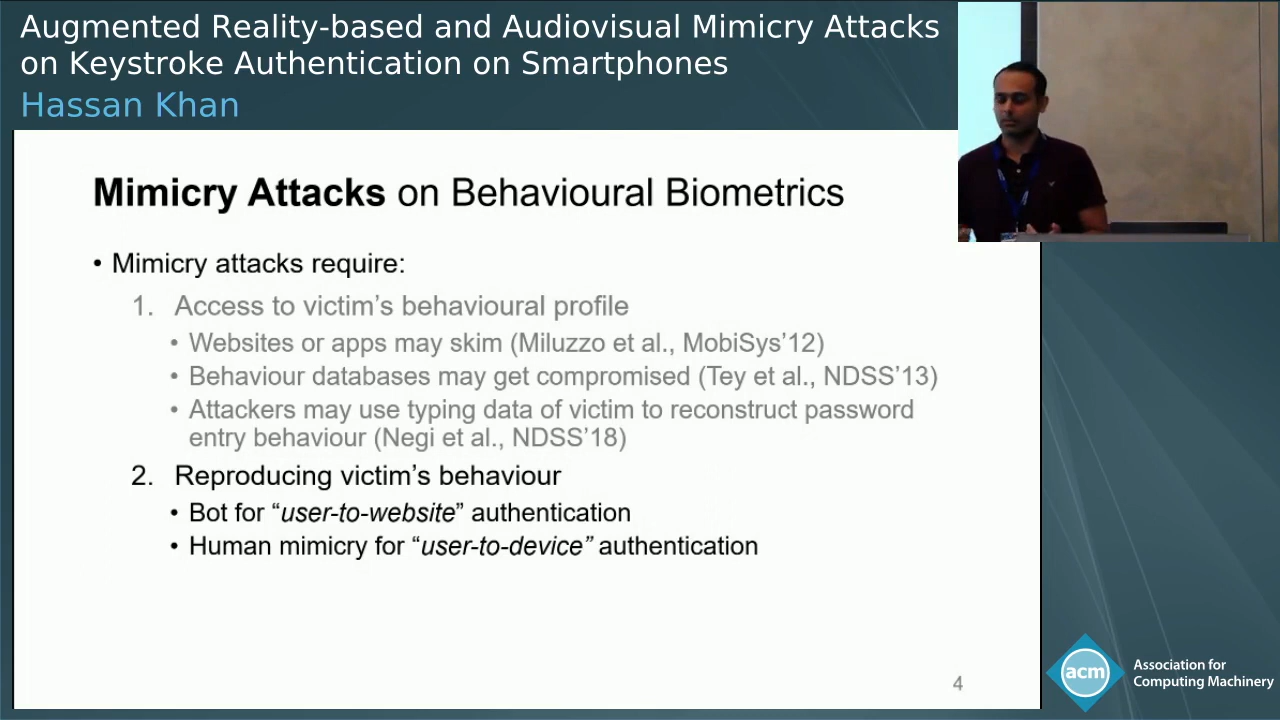 Augmented Reality-based and Audiovisual Mimicry Attacks
on Keystroke Authentication on Smartphones
Hassan Khan
Mimicry Attacks on Behavioural Biometrics
• Mimicry attacks require:
1. Access to victim’s behavioural profile
• Websites or apps may skim (Miluzzo et al., MobiSys’12)
• Behaviour databases may get compromised (Tey et al., NDSS’13)
• Attackers may use typing data of victim to reconstruct password
entry behaviour (Negi et al., NDSS’18)
2. Reproducing victim’s behaviour
• Bot for “user-to-website” authentication
• Human mimicry for “user-to-device” authentication
4
acm
Association for
Computing Machinery